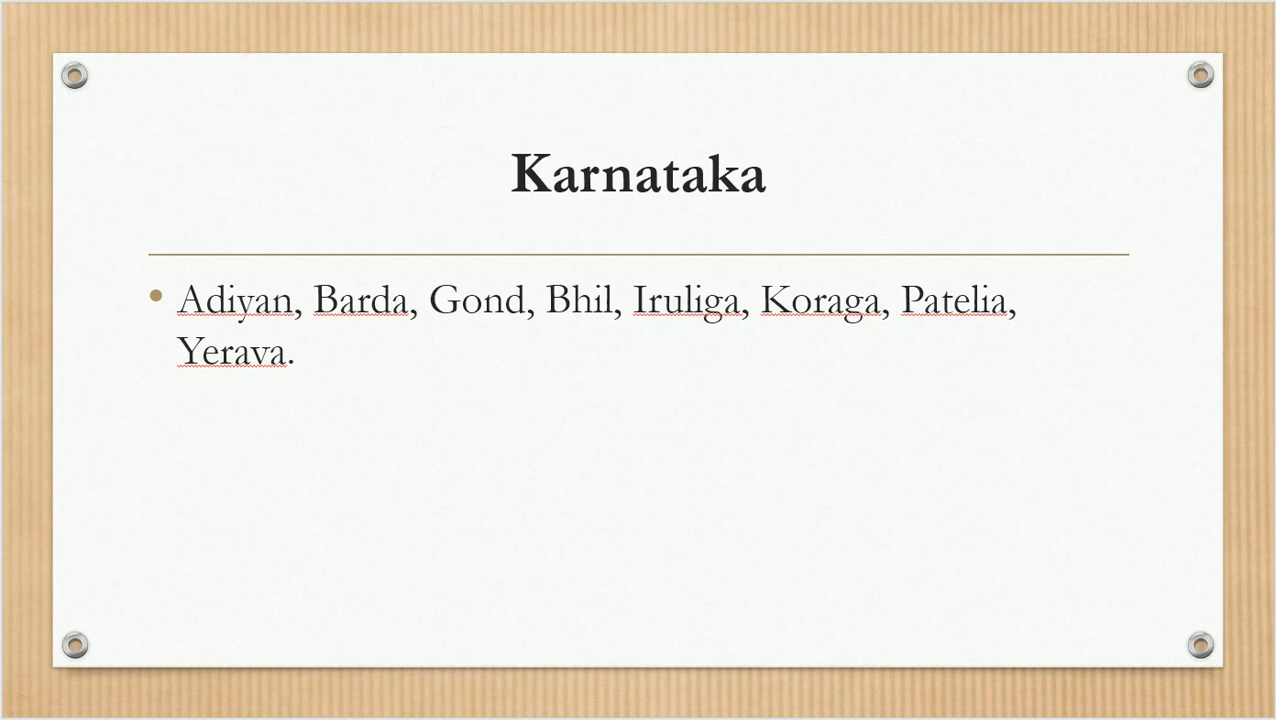 Karnataka
• Adiyan, Barda, Gond, Bhil, Iruliga, Koraga, Patelia,
Yerava.